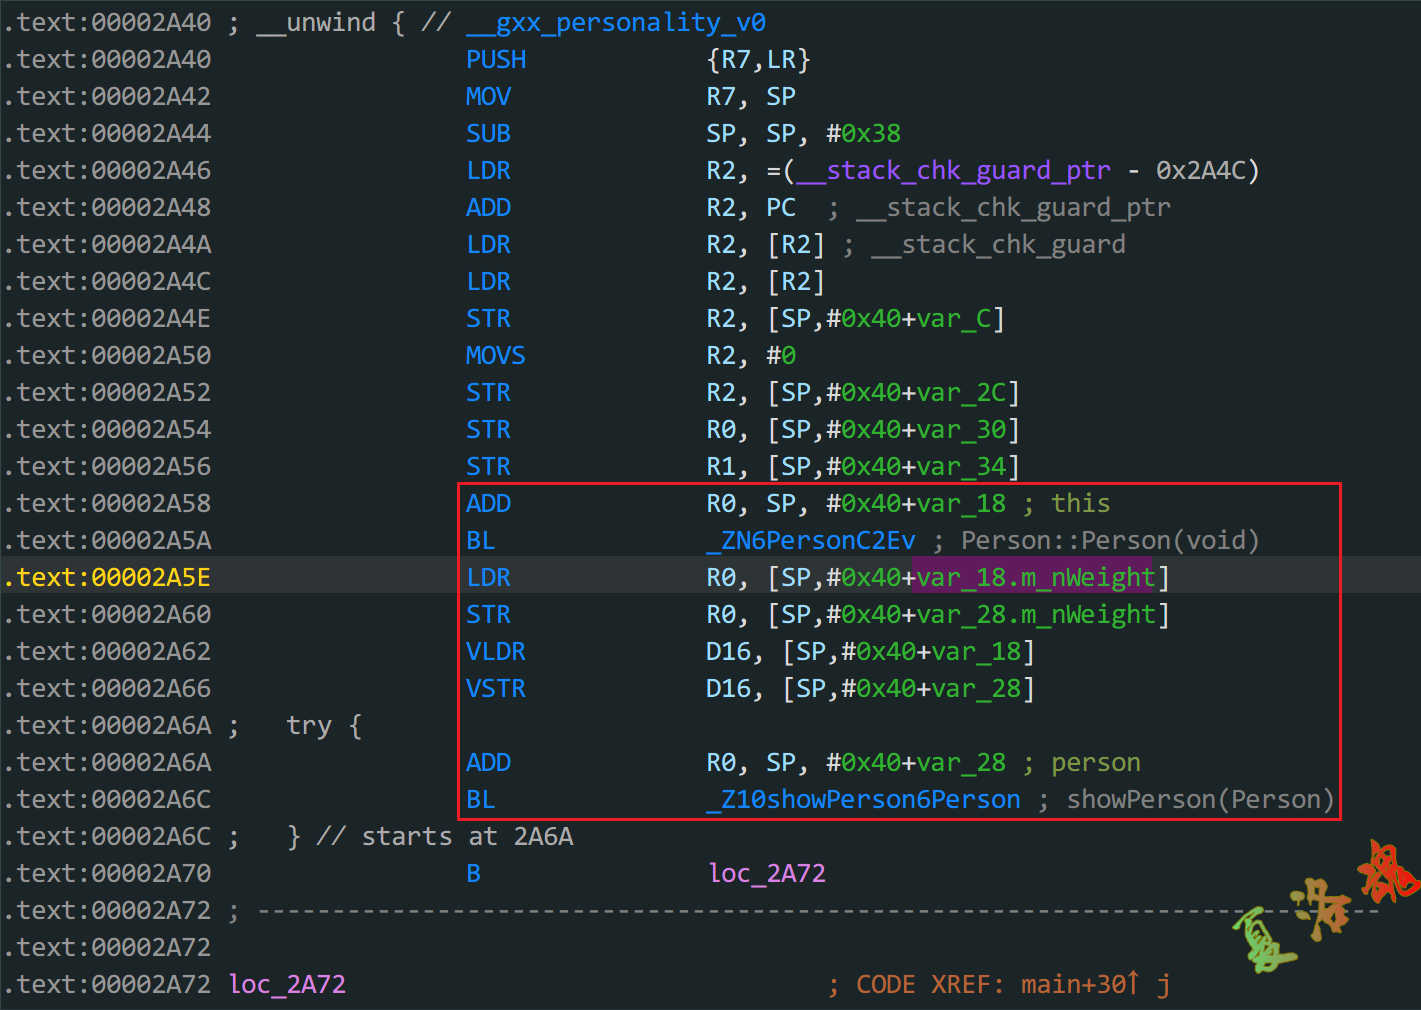 .text:00002A40 ; __unwind { // __gxx_personality_v0
.text:00002A40 PUSH {R7,LR}
.text:00002A42 MOV R7, SP
.text:00002A44 SUB SP, SP, #0x38
.text:00002A46 LDR R2, =(__stack_chk_guard_ptr - 0x2A4C)
.text:00002A48 ADD R2, PC ; __stack_chk_guard_ptr
.text:00002A4A LDR R2, [R2] ; __stack_chk_guard
.text:00002A4C LDR R2, [R2]
.text:00002A4E STR R2, [SP,#0x40+var_C]
.text:00002A50 MOVS R2, #0
.text:00002A52 STR R2, [SP,#0x40+var_2C]
.text:00002A54 STR R0, [SP,#0x40+var_30]
.text:00002A56 STR R1, [SP,#0x40+var_34]
.text:00002A58 ADD R0, SP, #0x40+var_18 ; this
.text:00002A5A BL _ZN6PersonC2Ev ; Person::Person(void)
.text:00002A5E LDR R0, [SP,#0x40+var_18.m_nWeight]
.text:00002A60 STR R0, [SP,#0x40+var_28.m_nWeight]
.text:00002A62 VLDR D16, [SP,#0x40+var_18]
.text:00002A66 VSTR D16, [SP,#0x40+var_28]
.text:00002A6A ; try {
.text:00002A6A ADD R0, SP, #0x40+var_28 ; person
.text:00002A6C BL _Z10showPerson6Person ; showPerson(Person)
.text:00002A6C ; } // starts at 2A6A
.text:00002A70 B loc_2A72
.text:00002A72 ; ---------------------------------------------------------------------------
.text:00002A72
.text:00002A72 loc_2A72 ; CODE XREF: main+30↑ j